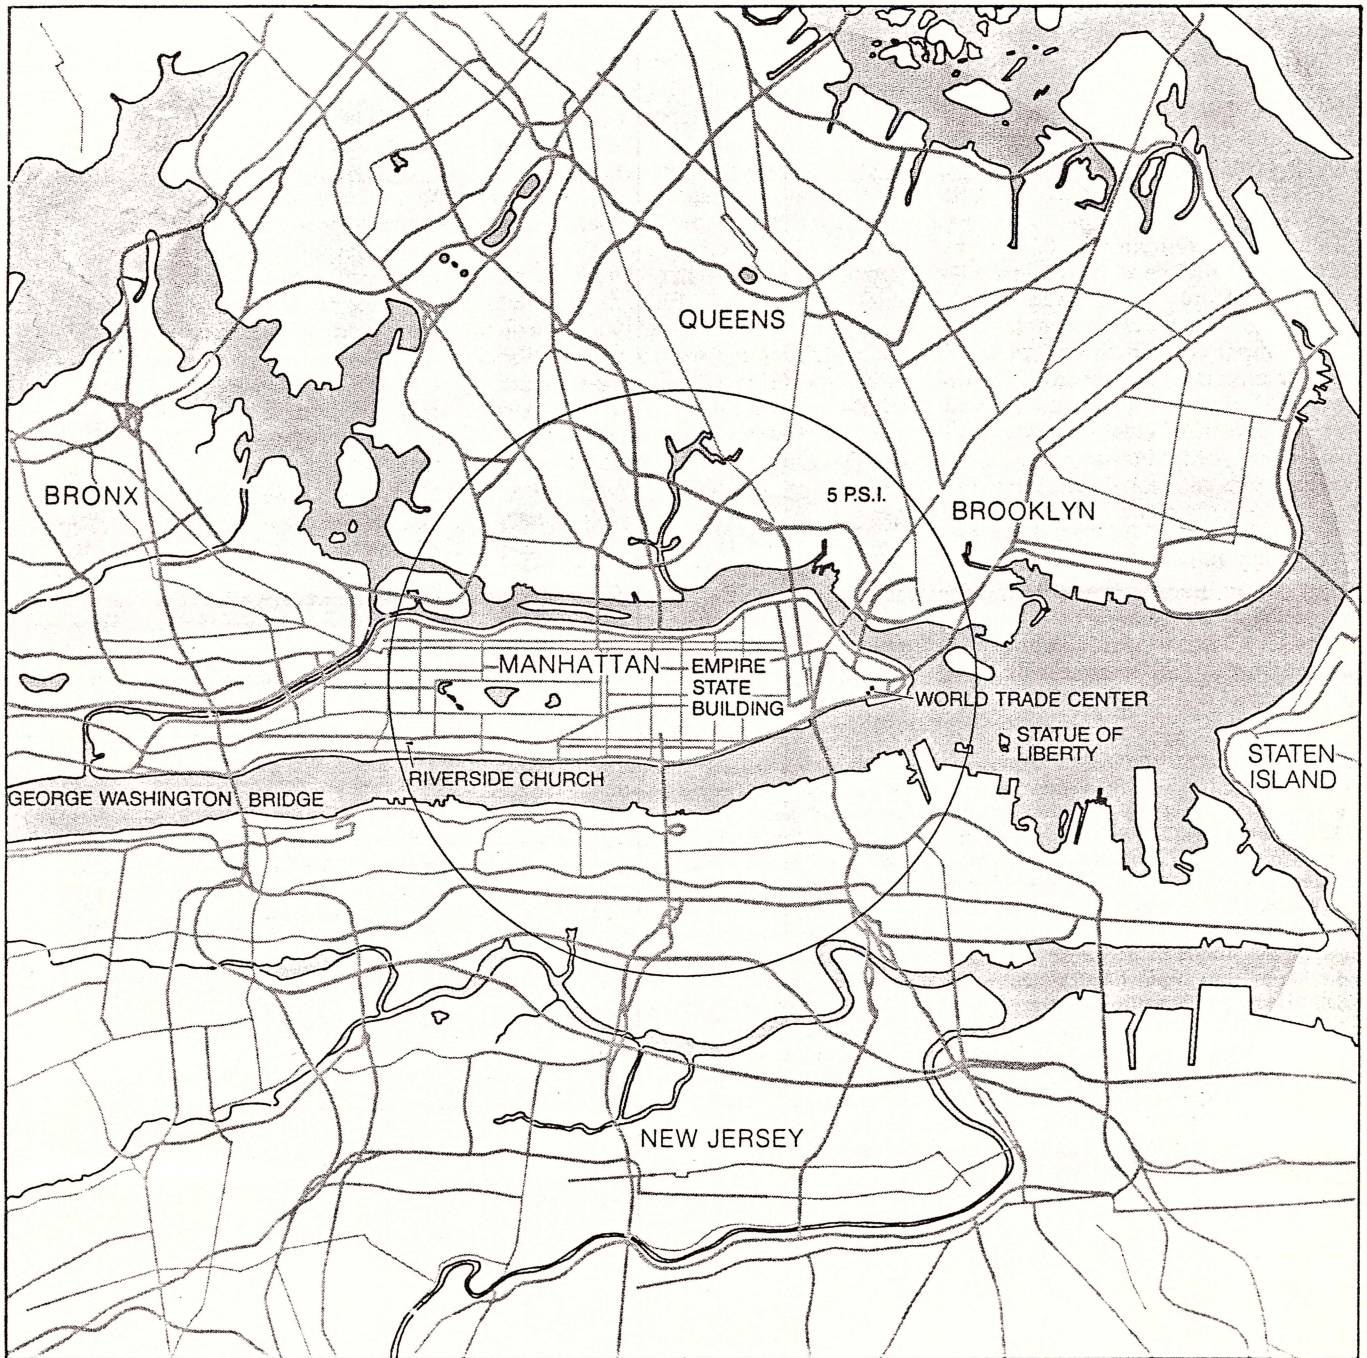 QUEENS
5 P.S.I.
BRONX
BROOKLYN
MANHATTAN
EMPIRE
STATE
BUILDING
WORLD TRADE CENTER
STATUE OF
LIBERTY
STATEN
ISLAND
RIVERSIDE CHURCH
GEORGE WASHINGTON BRIDGE
NEW JERSEY